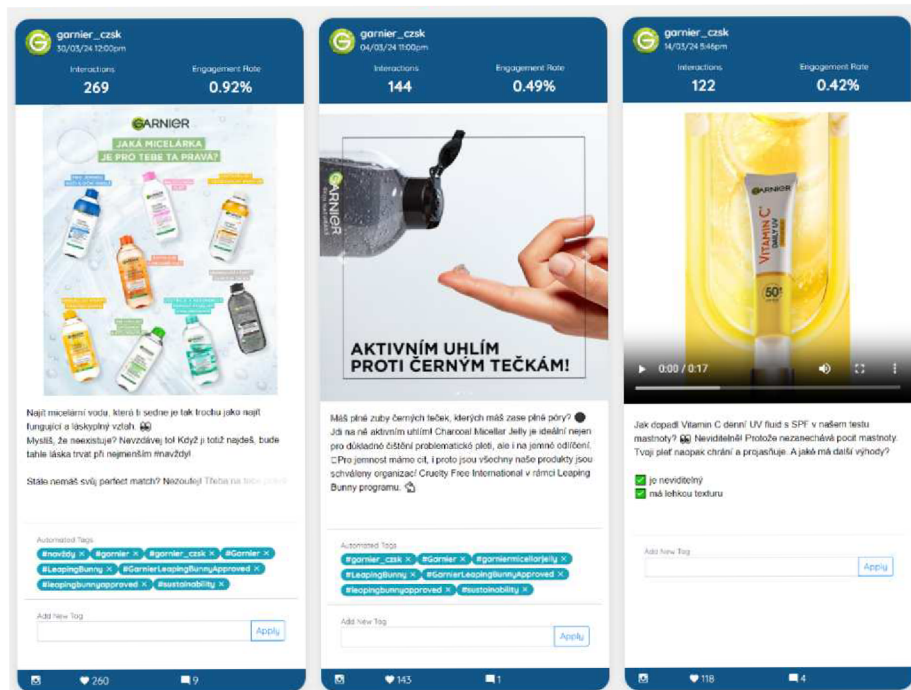 garnier_czsk
30/03/24 12:00pm
Interactions
Engagement Rate
269
0.92%
GARNIER
JAKÁ MICELÁRKA
JE PRO TEBE TA PRAVÁ?
Najít micelární vodu, která ti sedne je tak trochu jako najít
fungující a láskyplný vztah.
Myslíš, že neexistuje? Nevzdávej to! Když ji totiž najdeš, bude
tahle láska trvat při nejmenším #navždy!
Stále nemáš svůj perfect match? Nezoufej! Třeba na tebe
Automated Tags
#navždy × #garnier × #garnier_czsk × #Garnier ×
#LeapingBunny × #GarnierLeapingBunnyApproved ×
#leapingbunnyapproved × #sustainability ×
Add New Tag
Apply
260
9
garnier_czsk
04/03/24 11:00pm
Interactions
Engagement Rate
144
0.49%
GARNIER
AKTIVNÍM UHLÍM
PROTI ČERNÝM TEČKÁM!
Máš plné zuby černých teček, kterých máš zase plné póry?
Jdi na ně aktivním uhlím! Charcoal Micellar Jelly je ideální nejen
pro důkladné čištění problematické pleti, ale i na jemné odlíčení.
Pro jemnost máme cit, i proto jsou všechny naše produkty jsou
schváleny organizací Cruelty Free International v rámci Leaping
Bunny programu.
Automated Tags
#garnier_czsk × #Garnier × #garniermicellarjelly ×
#LeapingBunny × #GarnierLeapingBunnyApproved ×
#leapingbunnyapproved × #sustainability ×
Add New Tag
Apply
143
1
garnier_czsk
14/03/24 5:46pm
Interactions
Engagement Rate
122
0.42%
GARNIER
VITAMIN C
DAILY UV
50+
0:00 / 0:17
Jak dopadl Vitamin C denní UV fluid s SPF v našem testu
mastnoty? Neviditelně! Protože nezanechává pocit mastnoty.
Tvoji pleť naopak chrání a projasňuje. A jaké má další výhody?
je neviditelný
má lehkou texturu
Add New Tag
Apply
118
4